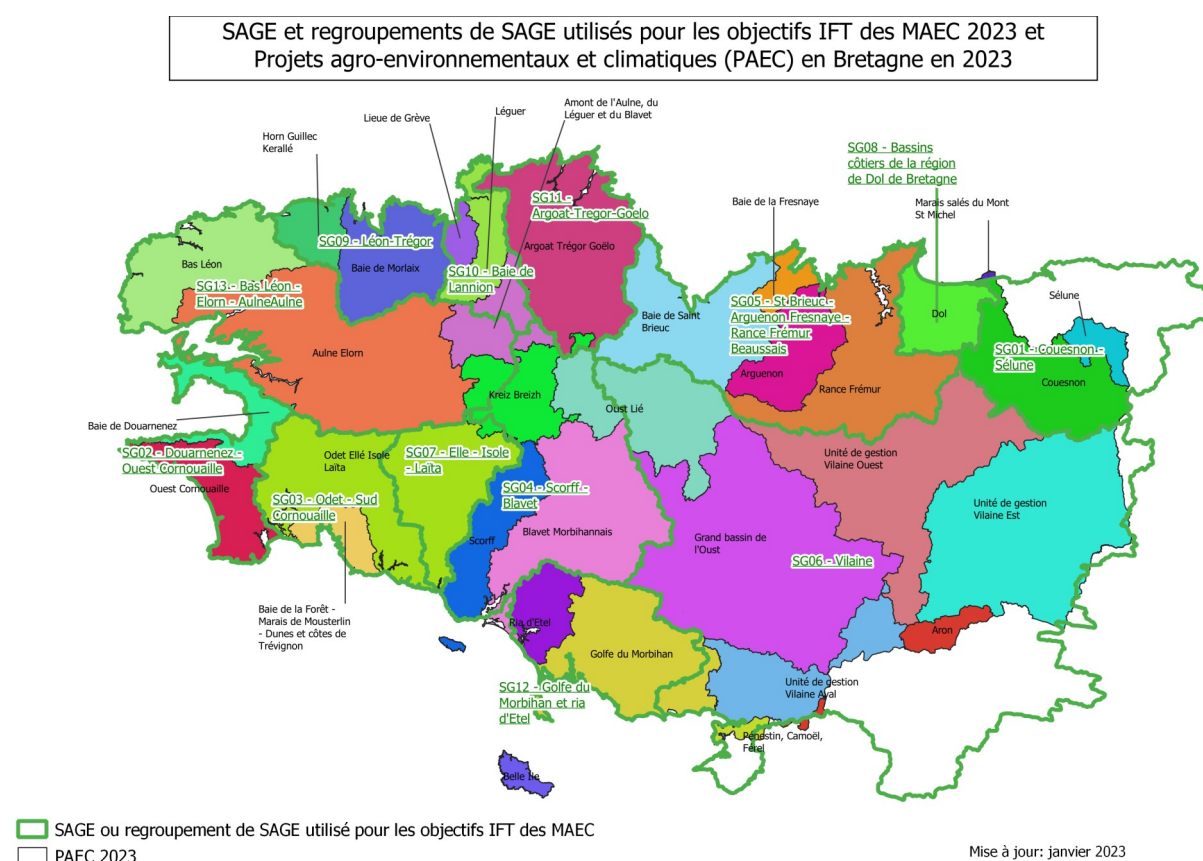 SAGE et regroupements de SAGE utilisés pour les objectifs IFT des MAEC 2023 et
Projets agro-environnementaux et climatiques (PAEC) en Bretagne en 2023
Amont de l'Aulne, du
Léguer et du Blavet
Léguer
Lieue de Grève
Horn Guillec
Kerallé
SG08 - Bassins
côtiers de la région
de Dol de Bretagne
SG11 -
Argoat-Tregor-Goelo
Baie de la Fresnaye
Marais salés du Mont
St Michel
SG09 - Léon-Trégor
Argoat Trégor Goëlo
Bas Léon
Baie de Morlaix
SG10 - Baie de
Lannion
SG13 - Bas Léon -
Elorn - AulneAulne
Sélune
SG05 - St Brieuc -
Arguenon Fresnaye -
Rance Frémur
Beaussais
Baie de Saint
Brieuc
Dol
SG01 - Couesnon -
Sélune
Aulne Elorn
Arguenon
Rance Frémur
Couesnon
Kreiz Breizh
Oust Lié
Baie de Douarnenez
SG02 - Douarnenez -
Ouest Cornouaille
Odet Ellé Isole
Laïta
SG07 - Elle - Isole
- Laïta
Unité de gestion
Vilaine Ouest
Ouest Cornouaille
SG03 - Odet - Sud
Cornouaille
SG04 - Scorff -
Blavet
Unité de gestion
Vilaine Est
Scorff
Blavet Morbihannais
Grand bassin de
l'Oust
SG06 - Vilaine
Baie de la Forêt -
Marais de Mousterlin
- Dunes et côtes de
Trévignon
Ria d'Etel
Aron
Golfe du Morbihan
SG12 - Golfe du
Morbihan et ria
d'Etel
Unité de gestion
Vilaine Aval
Pénestin, Camoël,
Férel
Belle Ile
SAGE ou regroupement de SAGE utilisé pour les objectifs IFT des MAEC
PAEC 2023
Mise à jour: janvier 2023